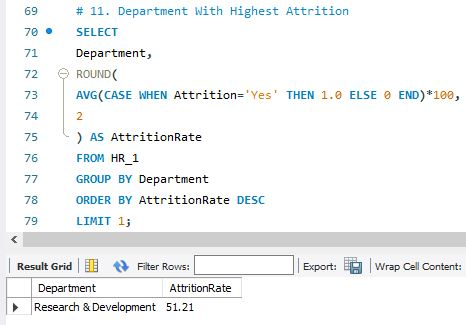 69 # 11. Department With Highest Attrition
70 SELECT
71 Department,
72 ROUND(
73 AVG(CASE WHEN Attrition='Yes' THEN 1.0 ELSE 0 END)*100,
74 2
75 ) AS AttritionRate
76 FROM HR_1
77 GROUP BY Department
78 ORDER BY AttritionRate DESC
79 LIMIT 1;
Result Grid Filter Rows: Export: Wrap Cell Content:
Department AttritionRate
Research & Development 51.21